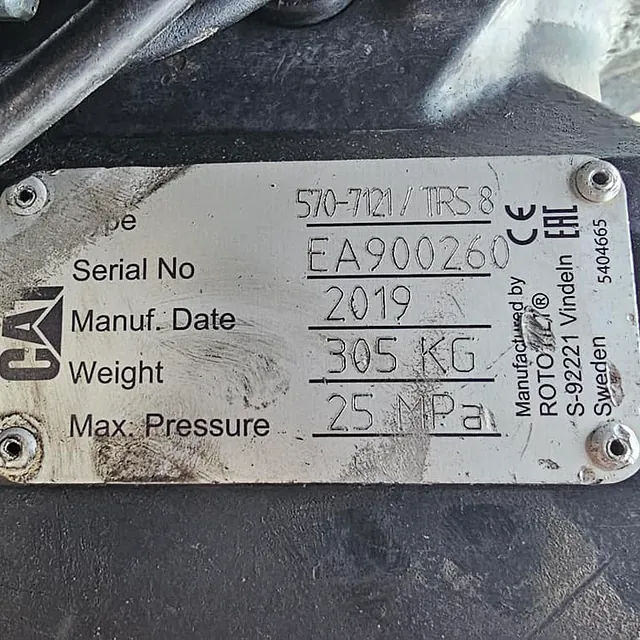 570-7121 / TRS 8
Serial No EA900260
Manuf. Date 2019
Weight 305 KG
Max. Pressure 25 MPa
CAT
Manufactured by
S-92221 Vindeln
Sweden
CE EAC
5404665